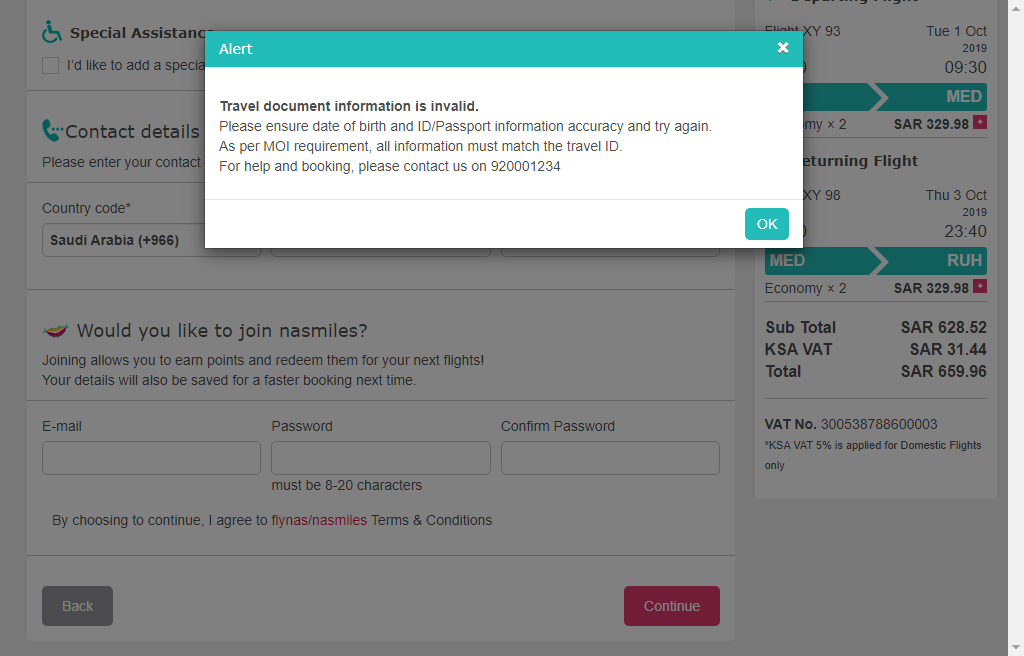 Special Assistance
I'd like to add a specia
Contact details
Please enter your contact
Country code*
Saudi Arabia (+966)
Alert
Travel document information is invalid.
Please ensure date of birth and ID/Passport information accuracy and try again.
As per MOI requirement, all information must match the travel ID.
For help and booking, please contact us on 920001234
OK
Would you like to join nasmiles?
Joining allows you to earn points and redeem them for your next flights!
Your details will also be saved for a faster booking next time.
E-mail
Password
Confirm Password
must be 8-20 characters
By choosing to continue, I agree to flynas/nasmiles Terms & Conditions
Back
Continue
Flight XY 93
Tue 1 Oct
2019
09:30
MED
my × 2
SAR 329.98
eturning Flight
XY 98
Thu 3 Oct
2019
23:40
MED
RUH
Economy × 2
SAR 329.98
Sub Total
SAR 628.52
KSA VAT
SAR 31.44
Total
SAR 659.96
VAT No. 300538788600003
*KSA VAT 5% is applied for Domestic Flights
only